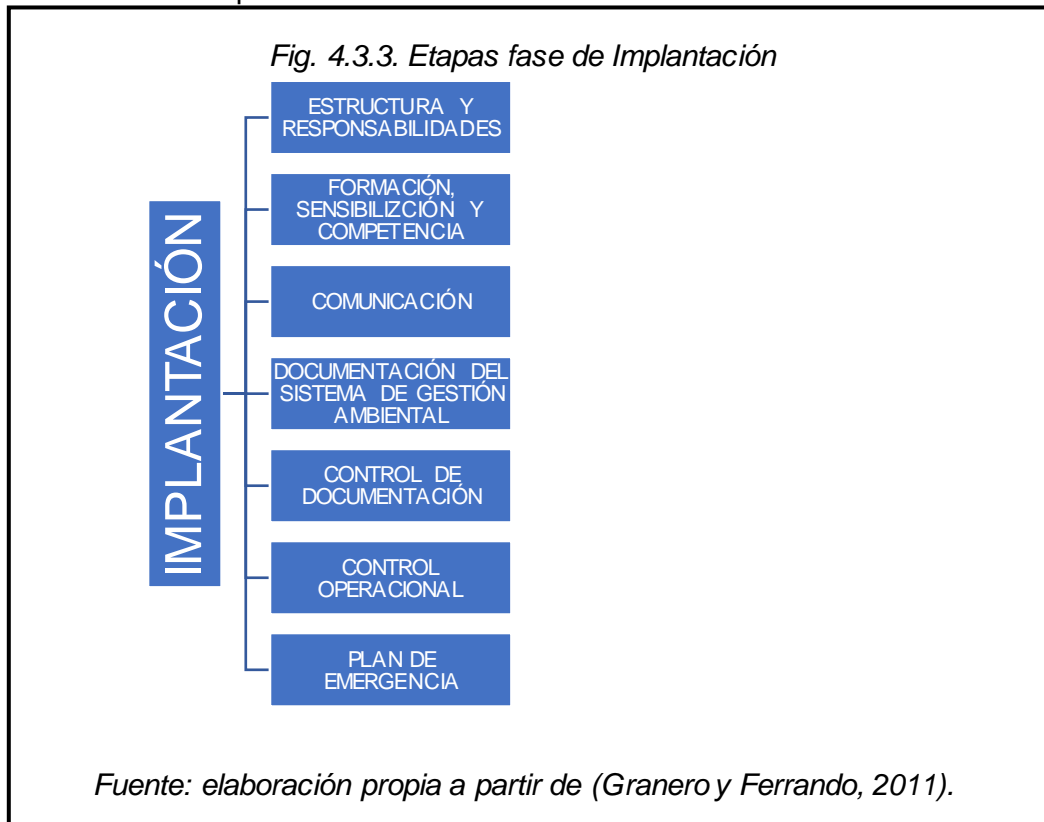 Fig. 4.3.3. Etapas fase de Implantación
IMPLANTACIÓN
ESTRUCTURA Y
RESPONSABILIDADES
FORMACIÓN,
SENSIBILIZCIÓN Y
COMPETENCIA
COMUNICACIÓN
DOCUMENTACIÓN DEL
SISTEMA DE GESTIÓN
AMBIENTAL
CONTROL DE
DOCUMENTACIÓN
CONTROL
OPERACIONAL
PLAN DE
EMERGENCIA
Fuente: elaboración propia a partir de (Granero y Ferrando, 2011).